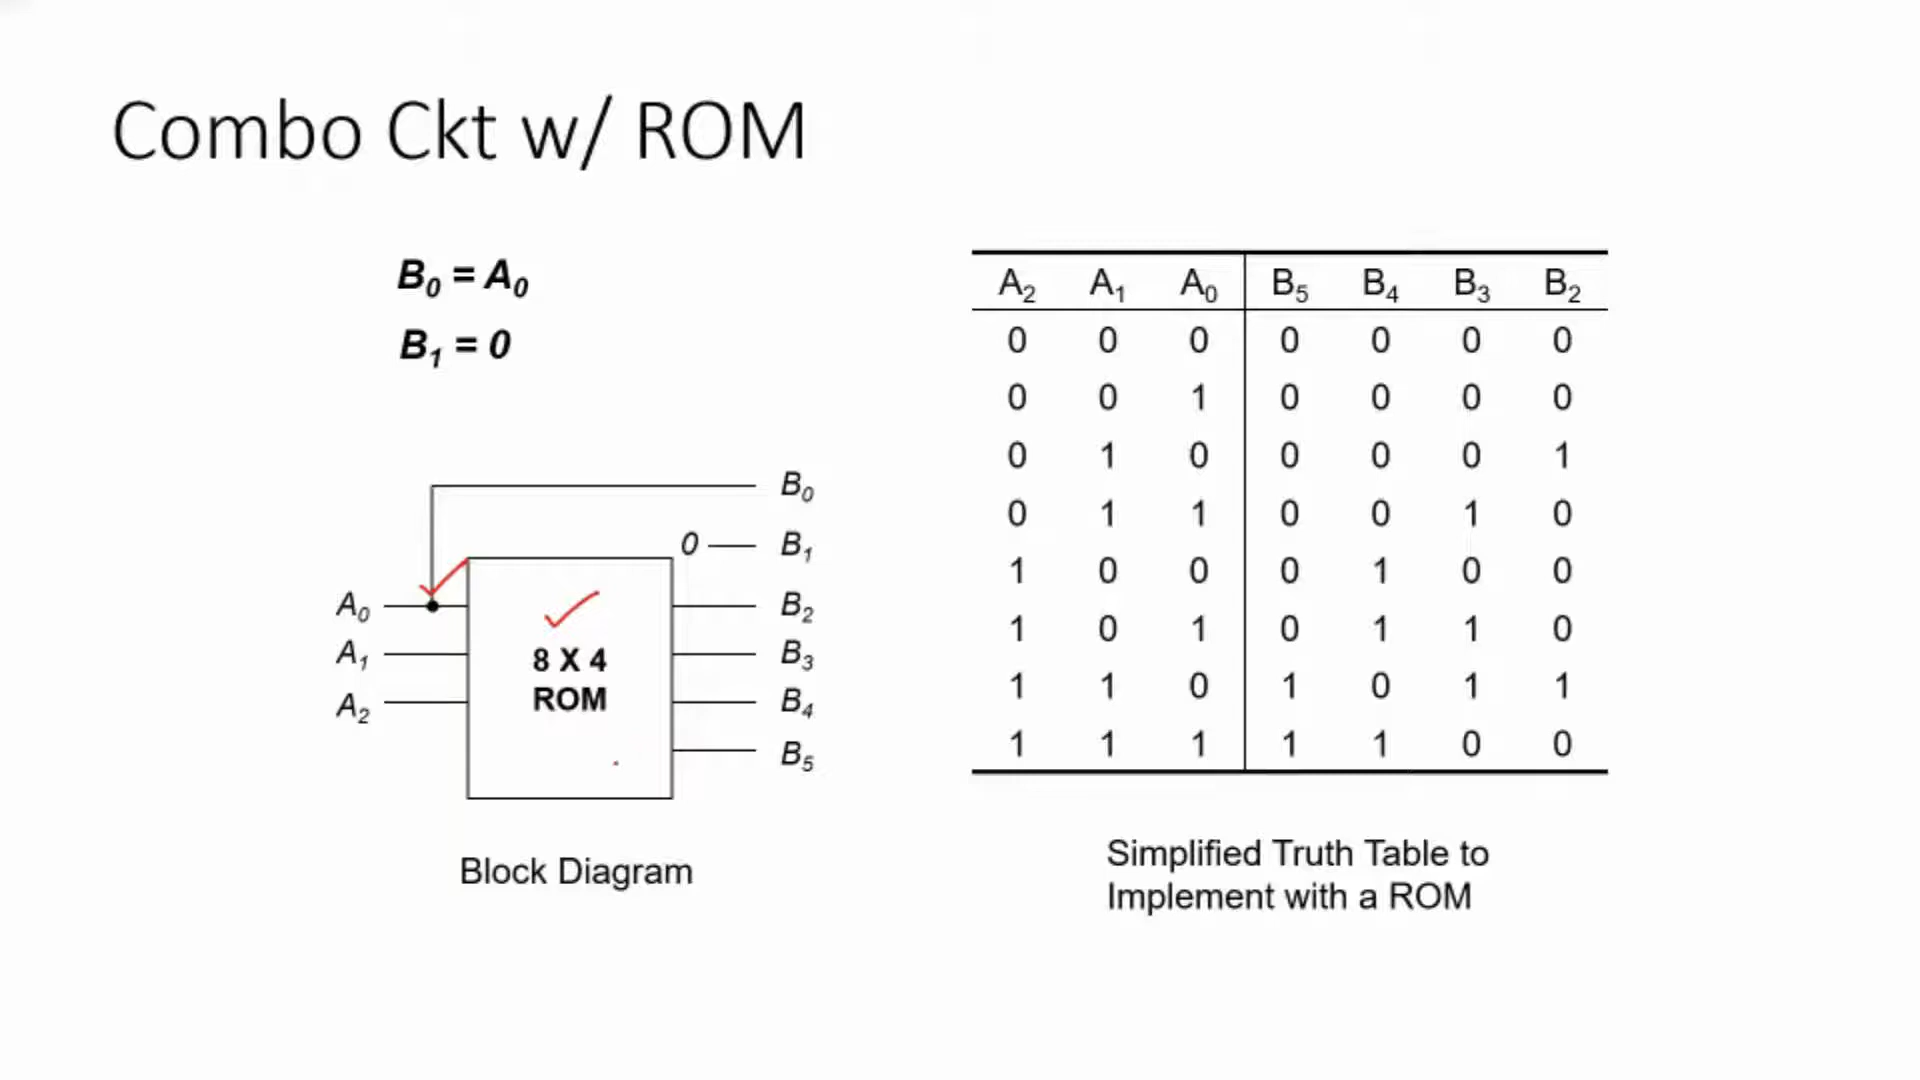 Combo Ckt w/ ROM
B₀ = A₀
B₁ = 0
B₀
0 B₁
A₀ B₂
A₁ 8 X 4 B₃
A₂ ROM B₄
B₅
Block Diagram
A₂ A₁ A₀ B₅ B₄ B₃ B₂
0 0 0 0 0 0 0
0 0 1 0 0 0 0
0 1 0 0 0 0 1
0 1 1 0 0 1 0
1 0 0 0 1 0 0
1 0 1 0 1 1 0
1 1 0 1 0 1 1
1 1 1 1 1 0 0
Simplified Truth Table to
Implement with a ROM